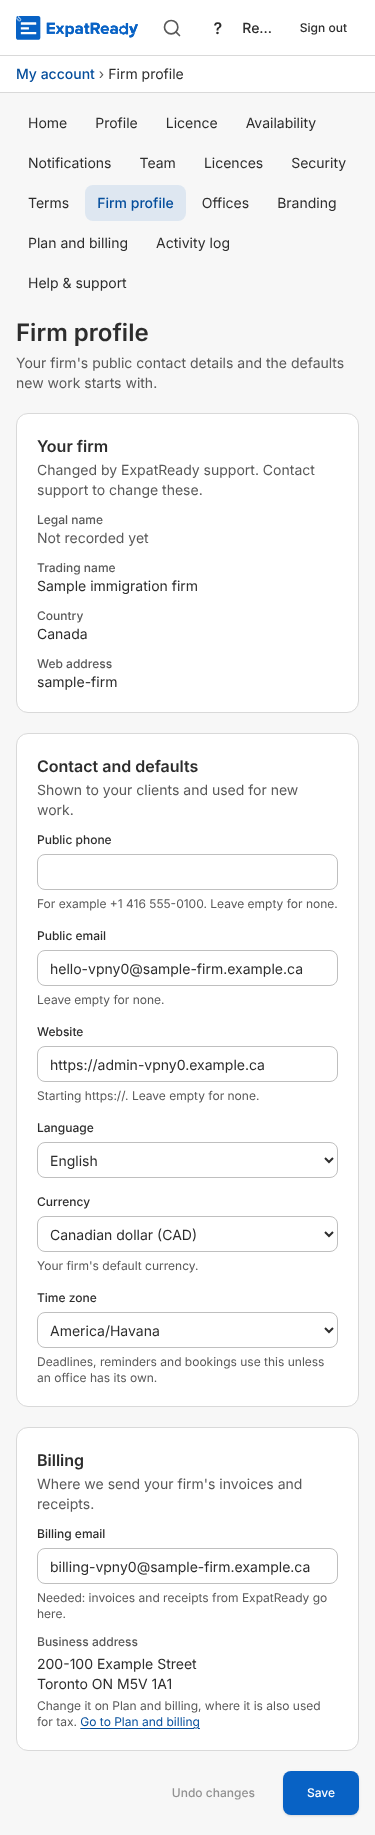 ExpatReady ? Re... Sign out
My account › Firm profile
Home Profile Licence Availability
Notifications Team Licences Security
Terms Firm profile Offices Branding
Plan and billing Activity log
Help & support
Firm profile
Your firm's public contact details and the defaults
new work starts with.
Your firm
Changed by ExpatReady support. Contact
support to change these.
Legal name
Not recorded yet
Trading name
Sample immigration firm
Country
Canada
Web address
sample-firm
Contact and defaults
Shown to your clients and used for new
work.
Public phone
For example +1 416 555-0100. Leave empty for none.
Public email
hello-vpny0@sample-firm.example.ca
Leave empty for none.
Website
https://admin-vpny0.example.ca
Starting https://. Leave empty for none.
Language
English
Currency
Canadian dollar (CAD)
Your firm's default currency.
Time zone
America/Havana
Deadlines, reminders and bookings use this unless
an office has its own.
Billing
Where we send your firm's invoices and
receipts.
Billing email
billing-vpny0@sample-firm.example.ca
Needed: invoices and receipts from ExpatReady go
here.
Business address
200-100 Example Street
Toronto ON M5V 1A1
Change it on Plan and billing, where it is also used
for tax. Go to Plan and billing
Undo changes Save